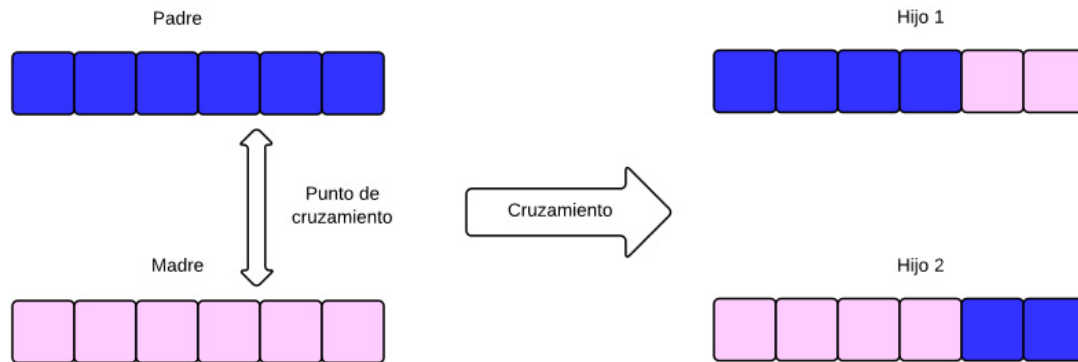 Padre
Hijo 1
Punto de
cruzamiento
Cruzamiento
Madre
Hijo 2